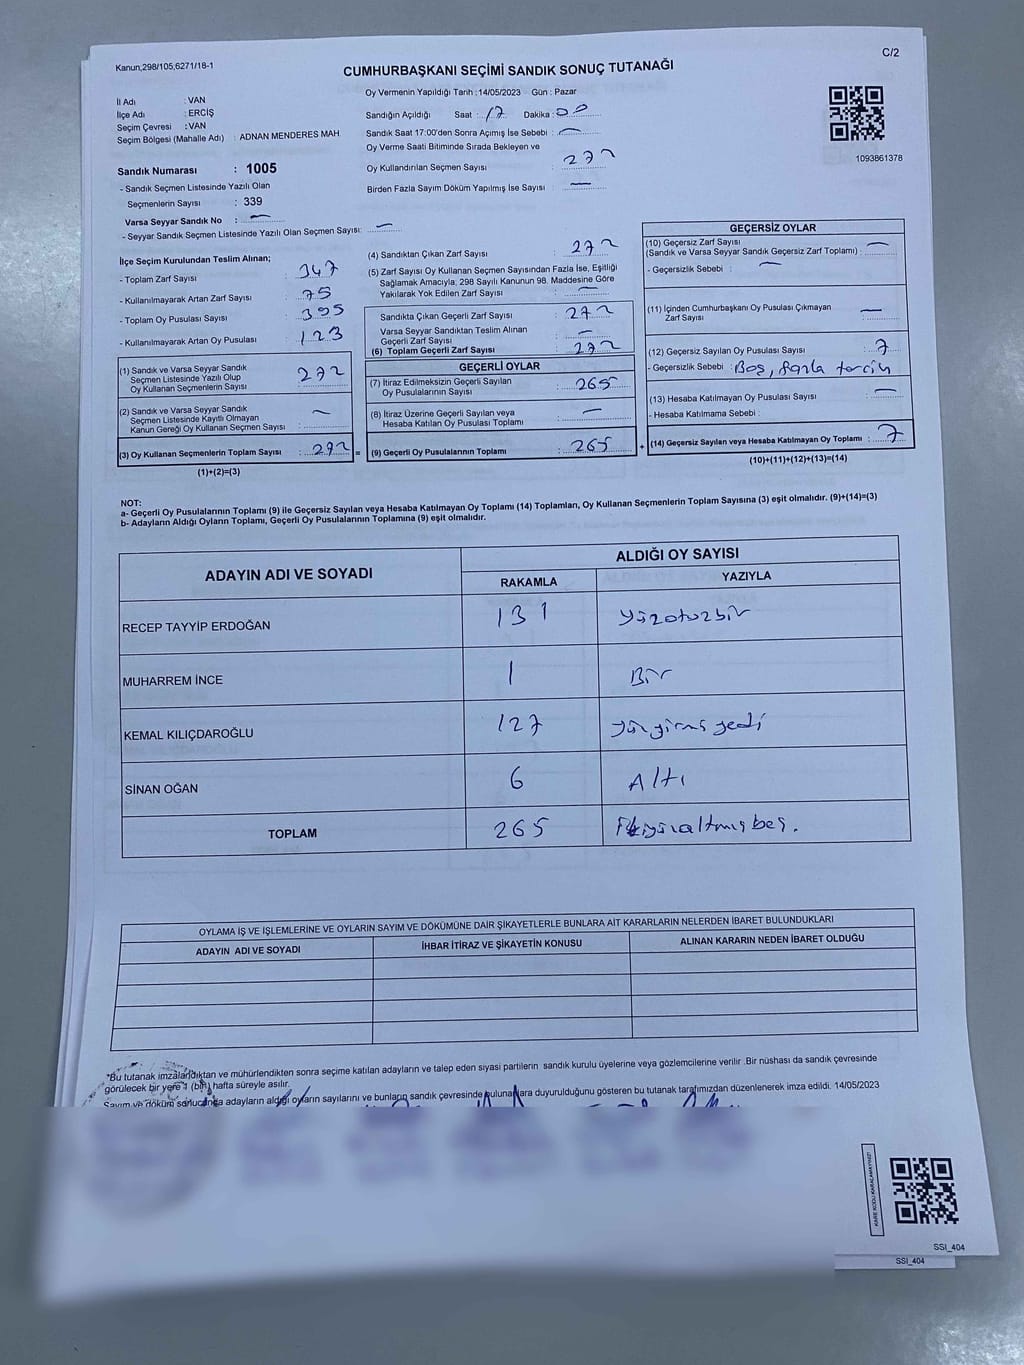 Kanun,298/105,6271/18-1
C/2
CUMHURBAŞKANI SEÇİMİ SANDIK SONUÇ TUTANAĞI
İl Adı : VAN
İlçe Adı : ERCİŞ
Seçim Çevresi : VAN
Seçim Bölgesi (Mahalle Adı) : ADNAN MENDERES MAH.
Sandık Numarası : 1005
- Sandık Seçmen Listesinde Yazılı Olan
Seçmenlerin Sayısı : 339
Varsa Seyyar Sandık No : —
- Seyyar Sandık Seçmen Listesinde Yazılı Olan Seçmen Sayısı: —
Oy Vermenin Yapıldığı Tarih :14/05/2023 Gün : Pazar
Sandığın Açıldığı Saat : 17 Dakika : 00
Sandık Saat 17:00'den Sonra Açımış İse Sebebi : —
Oy Verme Saati Bitiminde Sırada Bekleyen ve
Oy Kullandırılan Seçmen Sayısı 272
Birden Fazla Sayım Döküm Yapılmış İse Sayısı —
1093861378
İlçe Seçim Kurulundan Teslim Alınan;
- Toplam Zarf Sayısı : 347
- Kullanılmayarak Artan Zarf Sayısı : 75
- Toplam Oy Pusulası Sayısı : 395
- Kullanılmayarak Artan Oy Pusulası : 123
(1) Sandık ve Varsa Seyyar Sandık
Seçmen Listesinde Yazılı Olup
Oy Kullanan Seçmenlerin Sayısı : 272
(2) Sandık ve Varsa Seyyar Sandık
Seçmen Listesinde Kayıtlı Olmayan
Kanun Gereği Oy Kullanan Seçmen Sayısı : —
(3) Oy Kullanan Seçmenlerin Toplam Sayısı : 272 =
(1)+(2)=(3)
(4) Sandıktan Çıkan Zarf Sayısı : 272
(5) Zarf Sayısı Oy Kullanan Seçmen Sayısından Fazla İse, Eşitliği
Sağlamak Amacıyla, 298 Sayılı Kanunun 98. Maddesine Göre
Yakılarak Yok Edilen Zarf Sayısı : —
Sandıkta Çıkan Geçerli Zarf Sayısı : 272
Varsa Seyyar Sandıktan Teslim Alınan
Geçerli Zarf Sayısı : —
(6) Toplam Geçerli Zarf Sayısı : 272
GEÇERLİ OYLAR
(7) İtiraz Edilmeksizin Geçerli Sayılan
Oy Pusulalarının Sayısı : 265
(8) İtiraz Üzerine Geçerli Sayılan veya
Hesaba Katılan Oy Pusulası Toplamı : —
(9) Geçerli Oy Pusulalarının Toplamı : 265 +
GEÇERSİZ OYLAR
(10) Geçersiz Zarf Sayısı
(Sandık ve Varsa Seyyar Sandık Geçersiz Zarf Toplamı) : —
- Geçersizlik Sebebi : —
(11) İçinden Cumhurbaşkanı Oy Pusulası Çıkmayan
Zarf Sayısı : —
(12) Geçersiz Sayılan Oy Pusulası Sayısı : 7
- Geçersizlik Sebebi : Boş, fazla tercih
(13) Hesaba Katılmayan Oy Pusulası Sayısı : —
- Hesaba Katılmama Sebebi :
(14) Geçersiz Sayılan veya Hesaba Katılmayan Oy Toplamı : 7
(10)+(11)+(12)+(13)=(14)
NOT:
a- Geçerli Oy Pusulalarının Toplamı (9) ile Geçersiz Sayılan veya Hesaba Katılmayan Oy Toplamı (14) Toplamları, Oy Kullanan Seçmenlerin Toplam Sayısına (3) eşit olmalıdır. (9)+(14)=(3)
b- Adayların Aldığı Oyların Toplamı, Geçerli Oy Pusulalarının Toplamına (9) eşit olmalıdır.
ADAYIN ADI VE SOYADI
ALDIĞI OY SAYISI
RAKAMLA YAZIYLA
RECEP TAYYİP ERDOĞAN 131 yüzotuzbir
MUHARREM İNCE 1 Bir
KEMAL KILIÇDAROĞLU 127 yüzyirmi yedi
SİNAN OĞAN 6 Altı
TOPLAM 265 İkiyüzaltmışbeş.
OYLAMA İŞ VE İŞLEMLERİNE VE OYLARIN SAYIM VE DÖKÜMÜNE DAİR ŞİKAYETLERLE BUNLARA AİT KARARLARIN NELERDEN İBARET BULUNDUKLARI
ADAYIN ADI VE SOYADI İHBAR İTİRAZ VE ŞİKAYETİN KONUSU ALINAN KARARIN NEDEN İBARET OLDUĞU
*Bu tutanak imzalandıktan ve mühürlendikten sonra seçime katılan adayların ve talep eden siyasi partilerin sandık kurulu üyelerine veya gözlemcilerine verilir .Bir nüshası da sandık çevresinde
görülecek bir yere 1 (bir) hafta süreyle asılır.
Sayım ve döküm sonucunda adayların aldığı oyların sayılarını ve bunların sandık çevresinde bulunanlara duyurulduğunu gösteren bu tutanak tarafımızdan düzenlenerek imza edildi. 14/05/2023
SSI_404
SSI_404